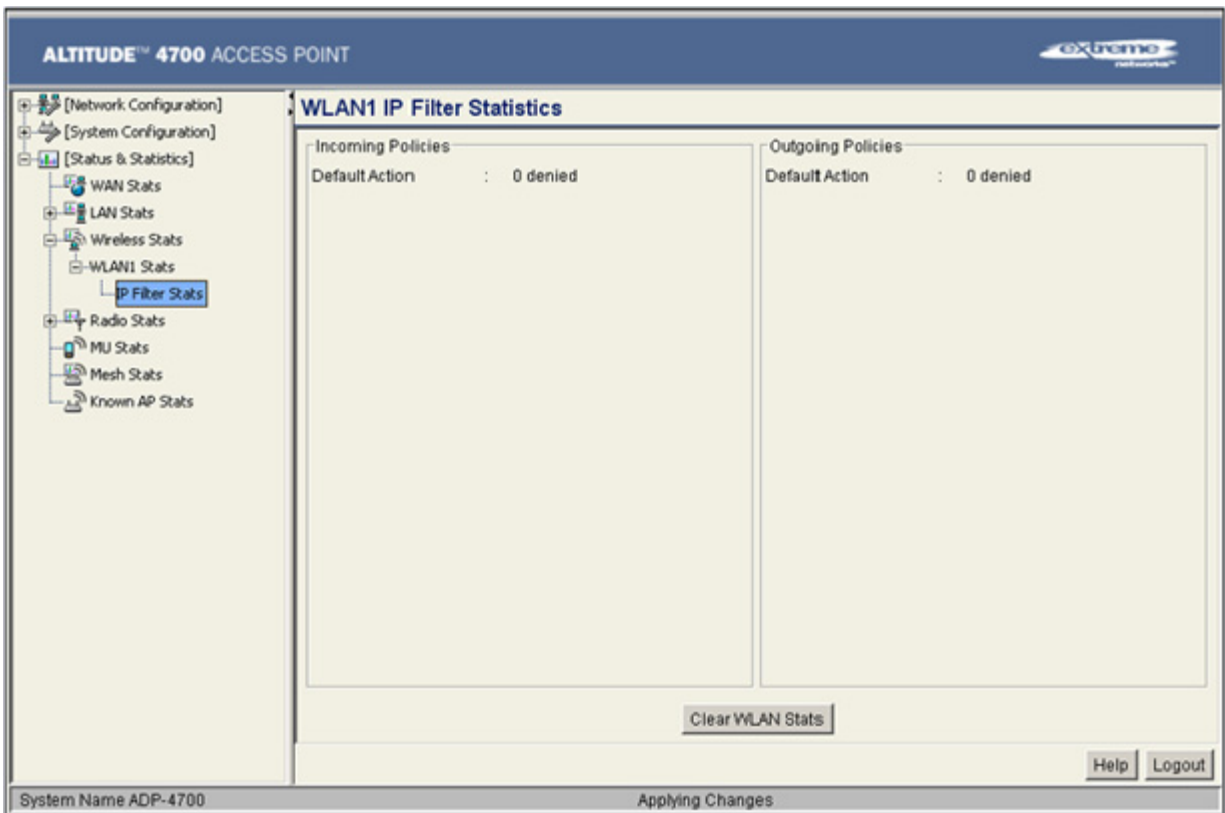 ALTITUDE™ 4700 ACCESS POINT
extreme
networks™
[Network Configuration]
[System Configuration]
[Status & Statistics]
WAN Stats
LAN Stats
Wireless Stats
WLAN1 Stats
IP Filter Stats
Radio Stats
MU Stats
Mesh Stats
Known AP Stats
WLAN1 IP Filter Statistics
Incoming Policies
Default Action : 0 denied
Outgoing Policies
Default Action : 0 denied
Clear WLAN Stats
Help Logout
System Name ADP-4700 Applying Changes